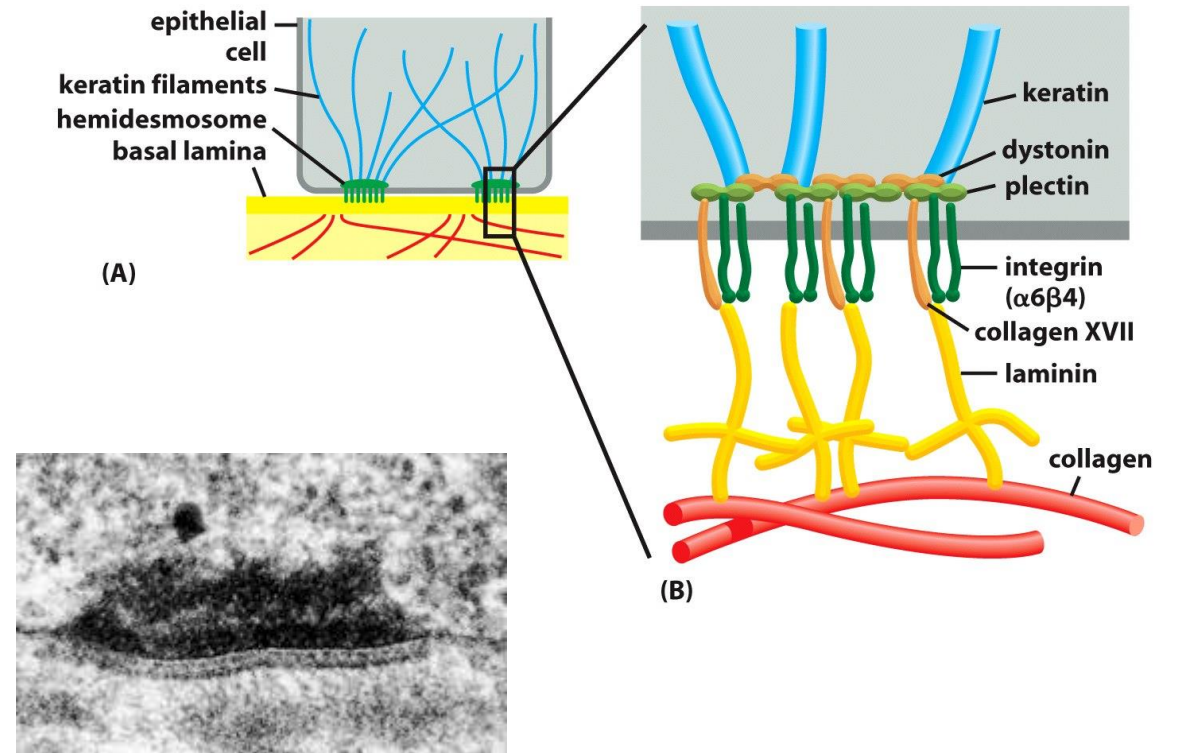 epithelial
cell
keratin filaments
hemidesmosome
basal lamina
(A)
keratin
dystonin
plectin
integrin
(α6β4)
collagen XVII
laminin
collagen
(B)